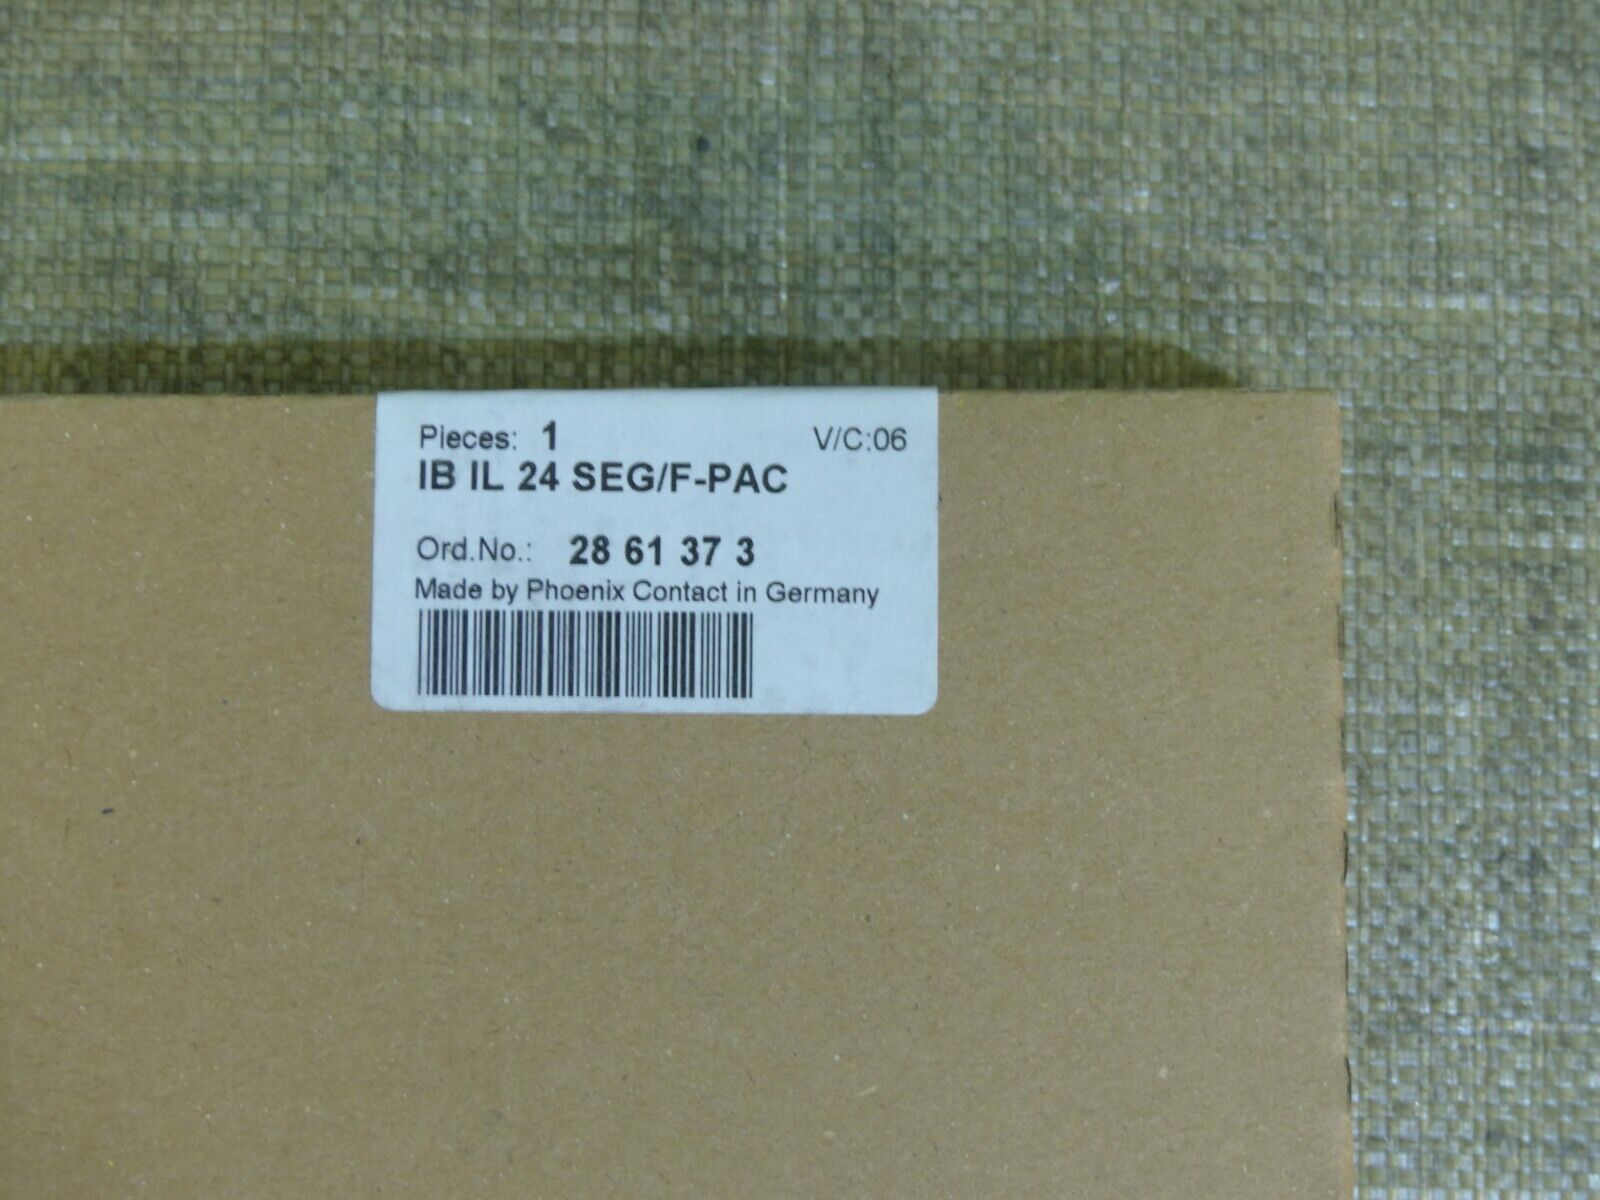 Pieces: 1 V/C:06
IB IL 24 SEG/F-PAC
Ord.No.: 28 61 37 3
Made by Phoenix Contact in Germany